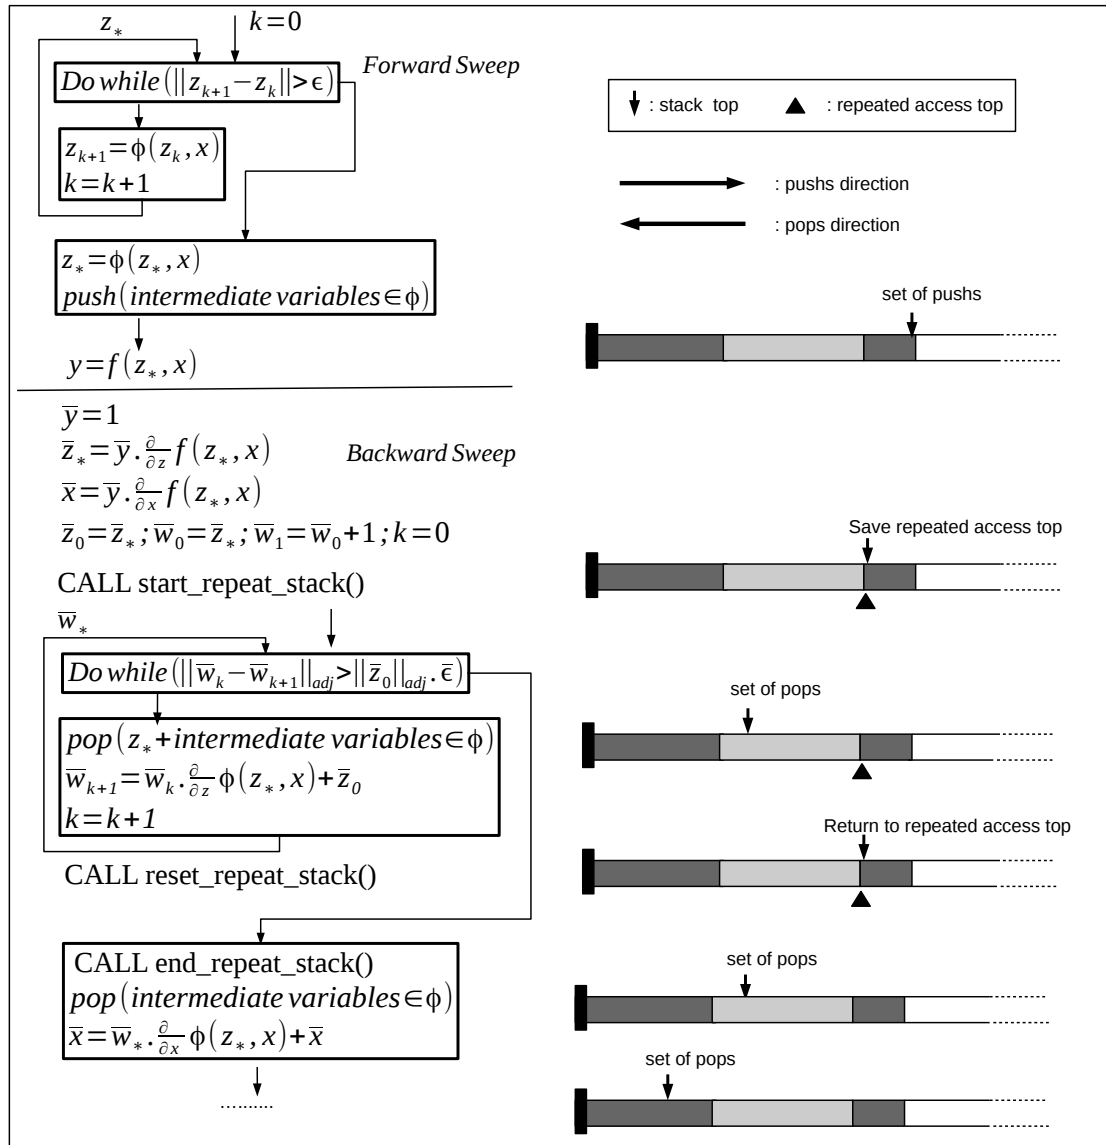 z_* k=0
Forward Sweep
Do while(||z_{k+1}−z_k||>ϵ)
z_{k+1}=ϕ(z_k,x)
k=k+1
z_*=ϕ(z_*,x)
push(intermediate variables∈ϕ)
y=f(z_*,x)
y̅=1
z̅_*=y̅.∂/∂z f(z_*,x)
Backward Sweep
x̅=y̅.∂/∂x f(z_*,x)
z̅_0=z̅_*;w̅_0=z̅_*;w̅_1=w̅_0+1;k=0
CALL start_repeat_stack()
w̅_*
Do while(||w̅_k−w̅_{k+1}||_{adj}>||z̅_0||_{adj}.ϵ̅)
pop(z_*+intermediate variables∈ϕ)
w̅_{k+1}=w̅_k.∂/∂z ϕ(z_*,x)+z̅_0
k=k+1
CALL reset_repeat_stack()
CALL end_repeat_stack()
pop(intermediate variables∈ϕ)
x̅=w̅_*.∂/∂x ϕ(z_*,x)+x̅
.........
: stack top : repeated access top
: pushs direction
: pops direction
set of pushs
Save repeated access top
set of pops
Return to repeated access top
set of pops
set of pops